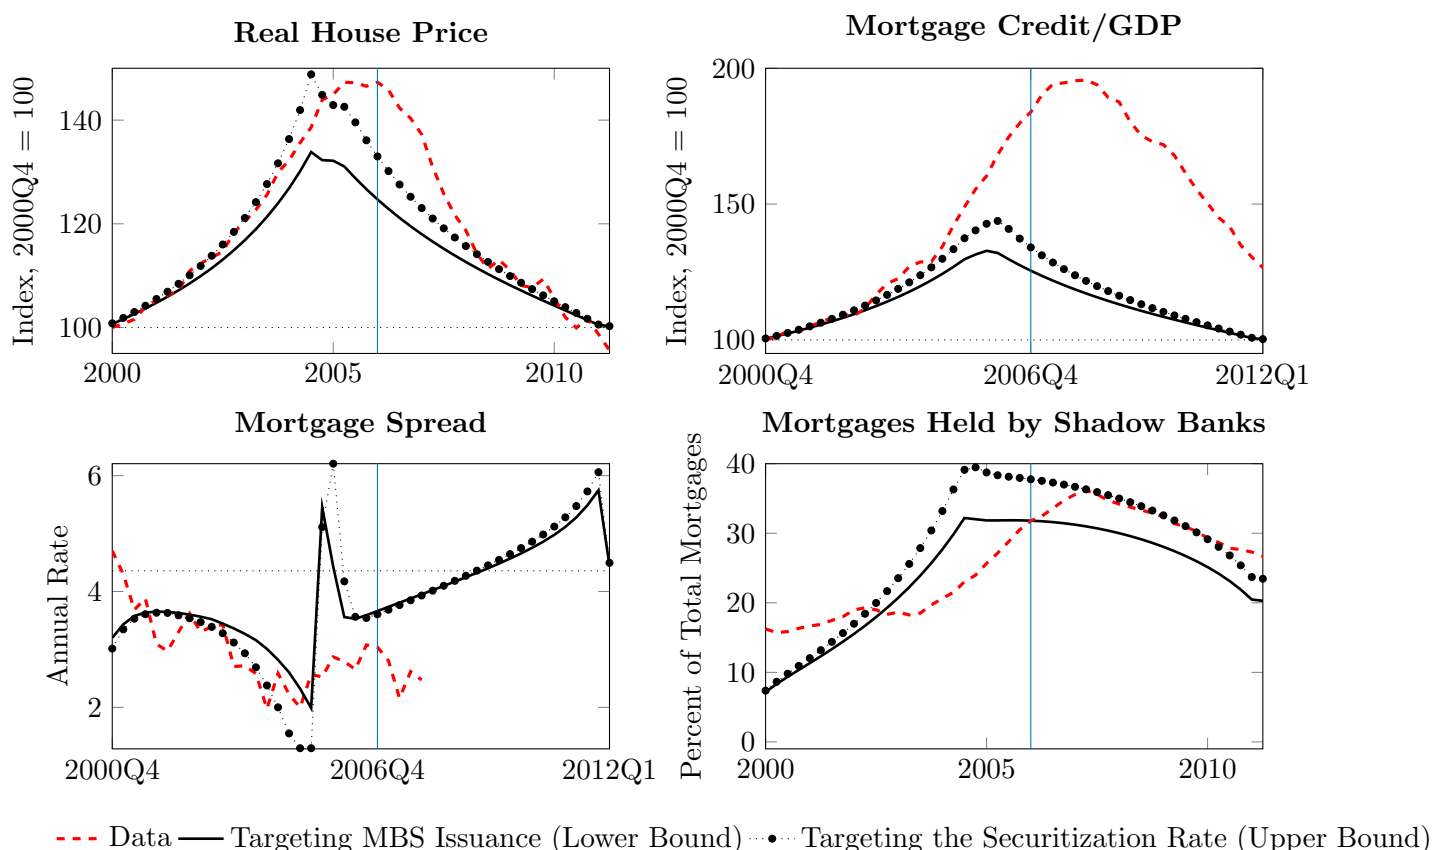 Real House Price
Index, 2000Q4 = 100
140
120
100
2000
2005
2010
Mortgage Credit/GDP
Index, 2000Q4 = 100
200
150
100
2000Q4
2006Q4
2012Q1
Mortgage Spread
Annual Rate
6
4
2
2000Q4
2006Q4
2012Q1
Mortgages Held by Shadow Banks
Percent of Total Mortgages
40
30
20
10
0
2000
2005
2010
Data
Targeting MBS Issuance (Lower Bound)
Targeting the Securitization Rate (Upper Bound)